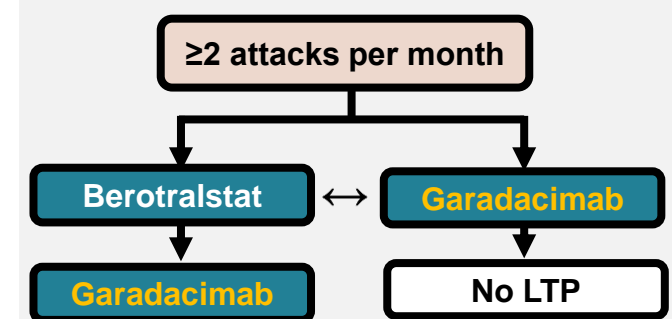 ≥2 attacks per month
Berotralstat ↔ Garadacimab
Garadacimab
No LTP